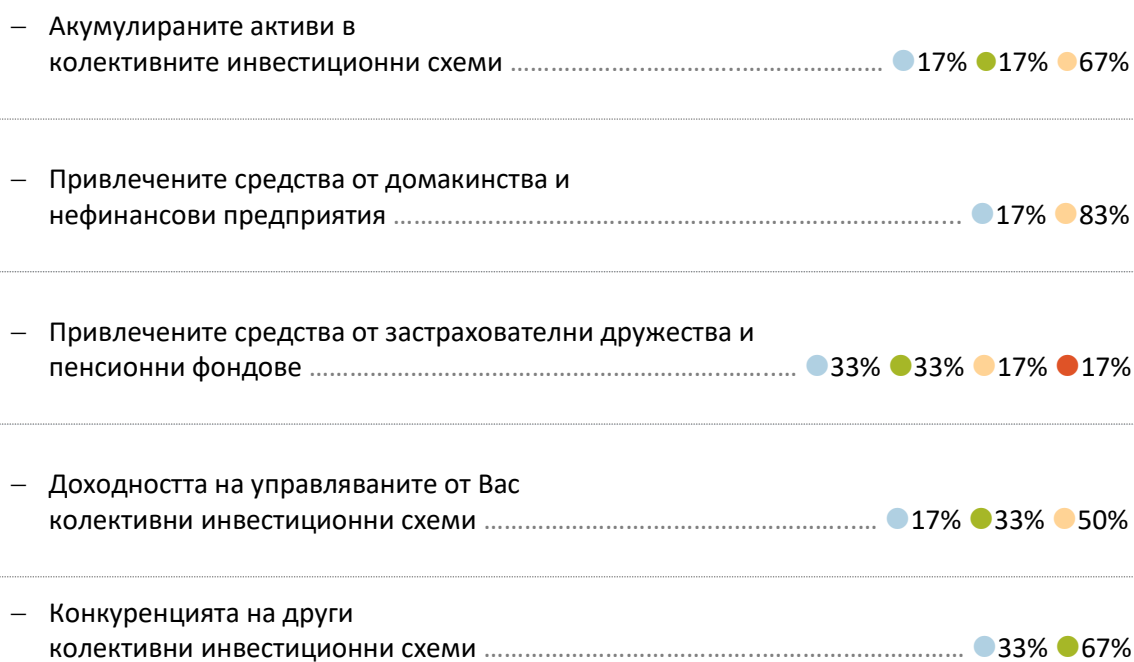 – Акумулираните активи в
колективните инвестиционни схеми ........................................................ 17% 17% 67%
– Привлечените средства от домакинства и
нефинансови предприятия ........................................................................ 17% 83%
– Привлечените средства от застрахователни дружества и
пенсионни фондове ........................................................................ 33% 33% 17% 17%
– Доходността на управляваните от Вас
колективни инвестиционни схеми ........................................................ 17% 33% 50%
– Конкуренцията на други
колективни инвестиционни схеми ........................................................................ 33% 67%